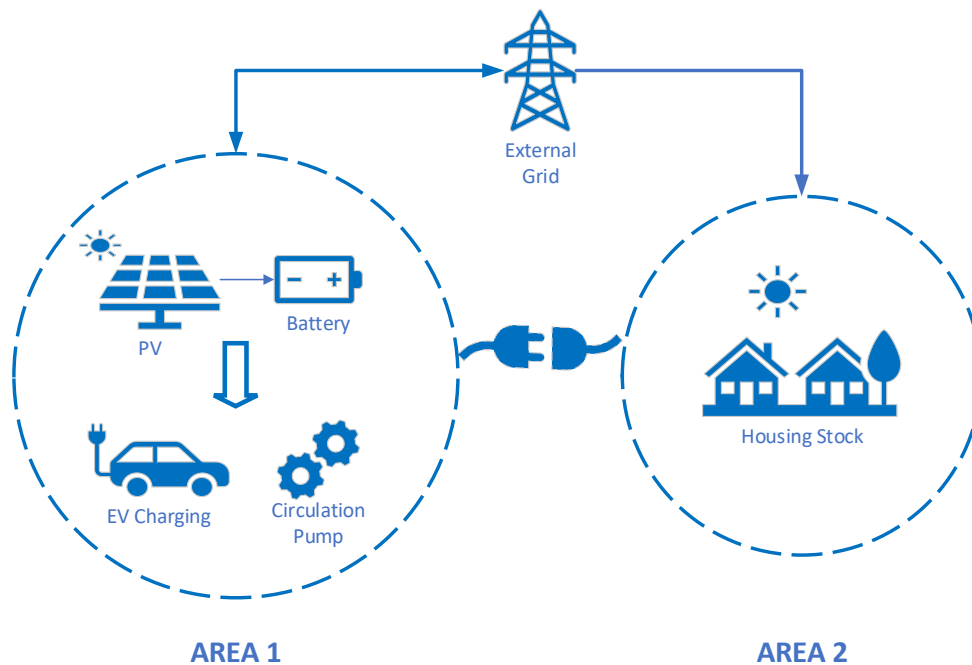 External
Grid
PV
Battery
EV Charging
Circulation
Pump
Housing Stock
AREA 1
AREA 2